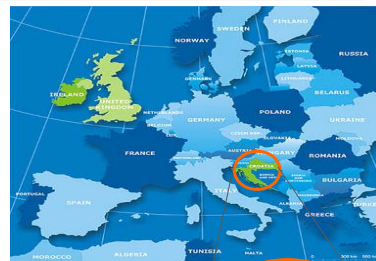 FINLAND
SWEDEN
NORWAY
ESTONIA
RUSSIA
LATVIA
LITHUANIA
DENMARK
IRELAND
UNITED
KINGDOM
BELARUS
NETHERLANDS
POLAND
GERMANY
BELGIUM
UKRAINE
CZECH REP.
SLOVAKIA
MOLDOVA
FRANCE
AUSTRIA
HUNGARY
ROMANIA
CROATIA
ITALY
BULGARIA
PORTUGAL
SPAIN
ALBANIA
GREECE
TUNISIA
MALTA
MOROCCO
ALGERIA